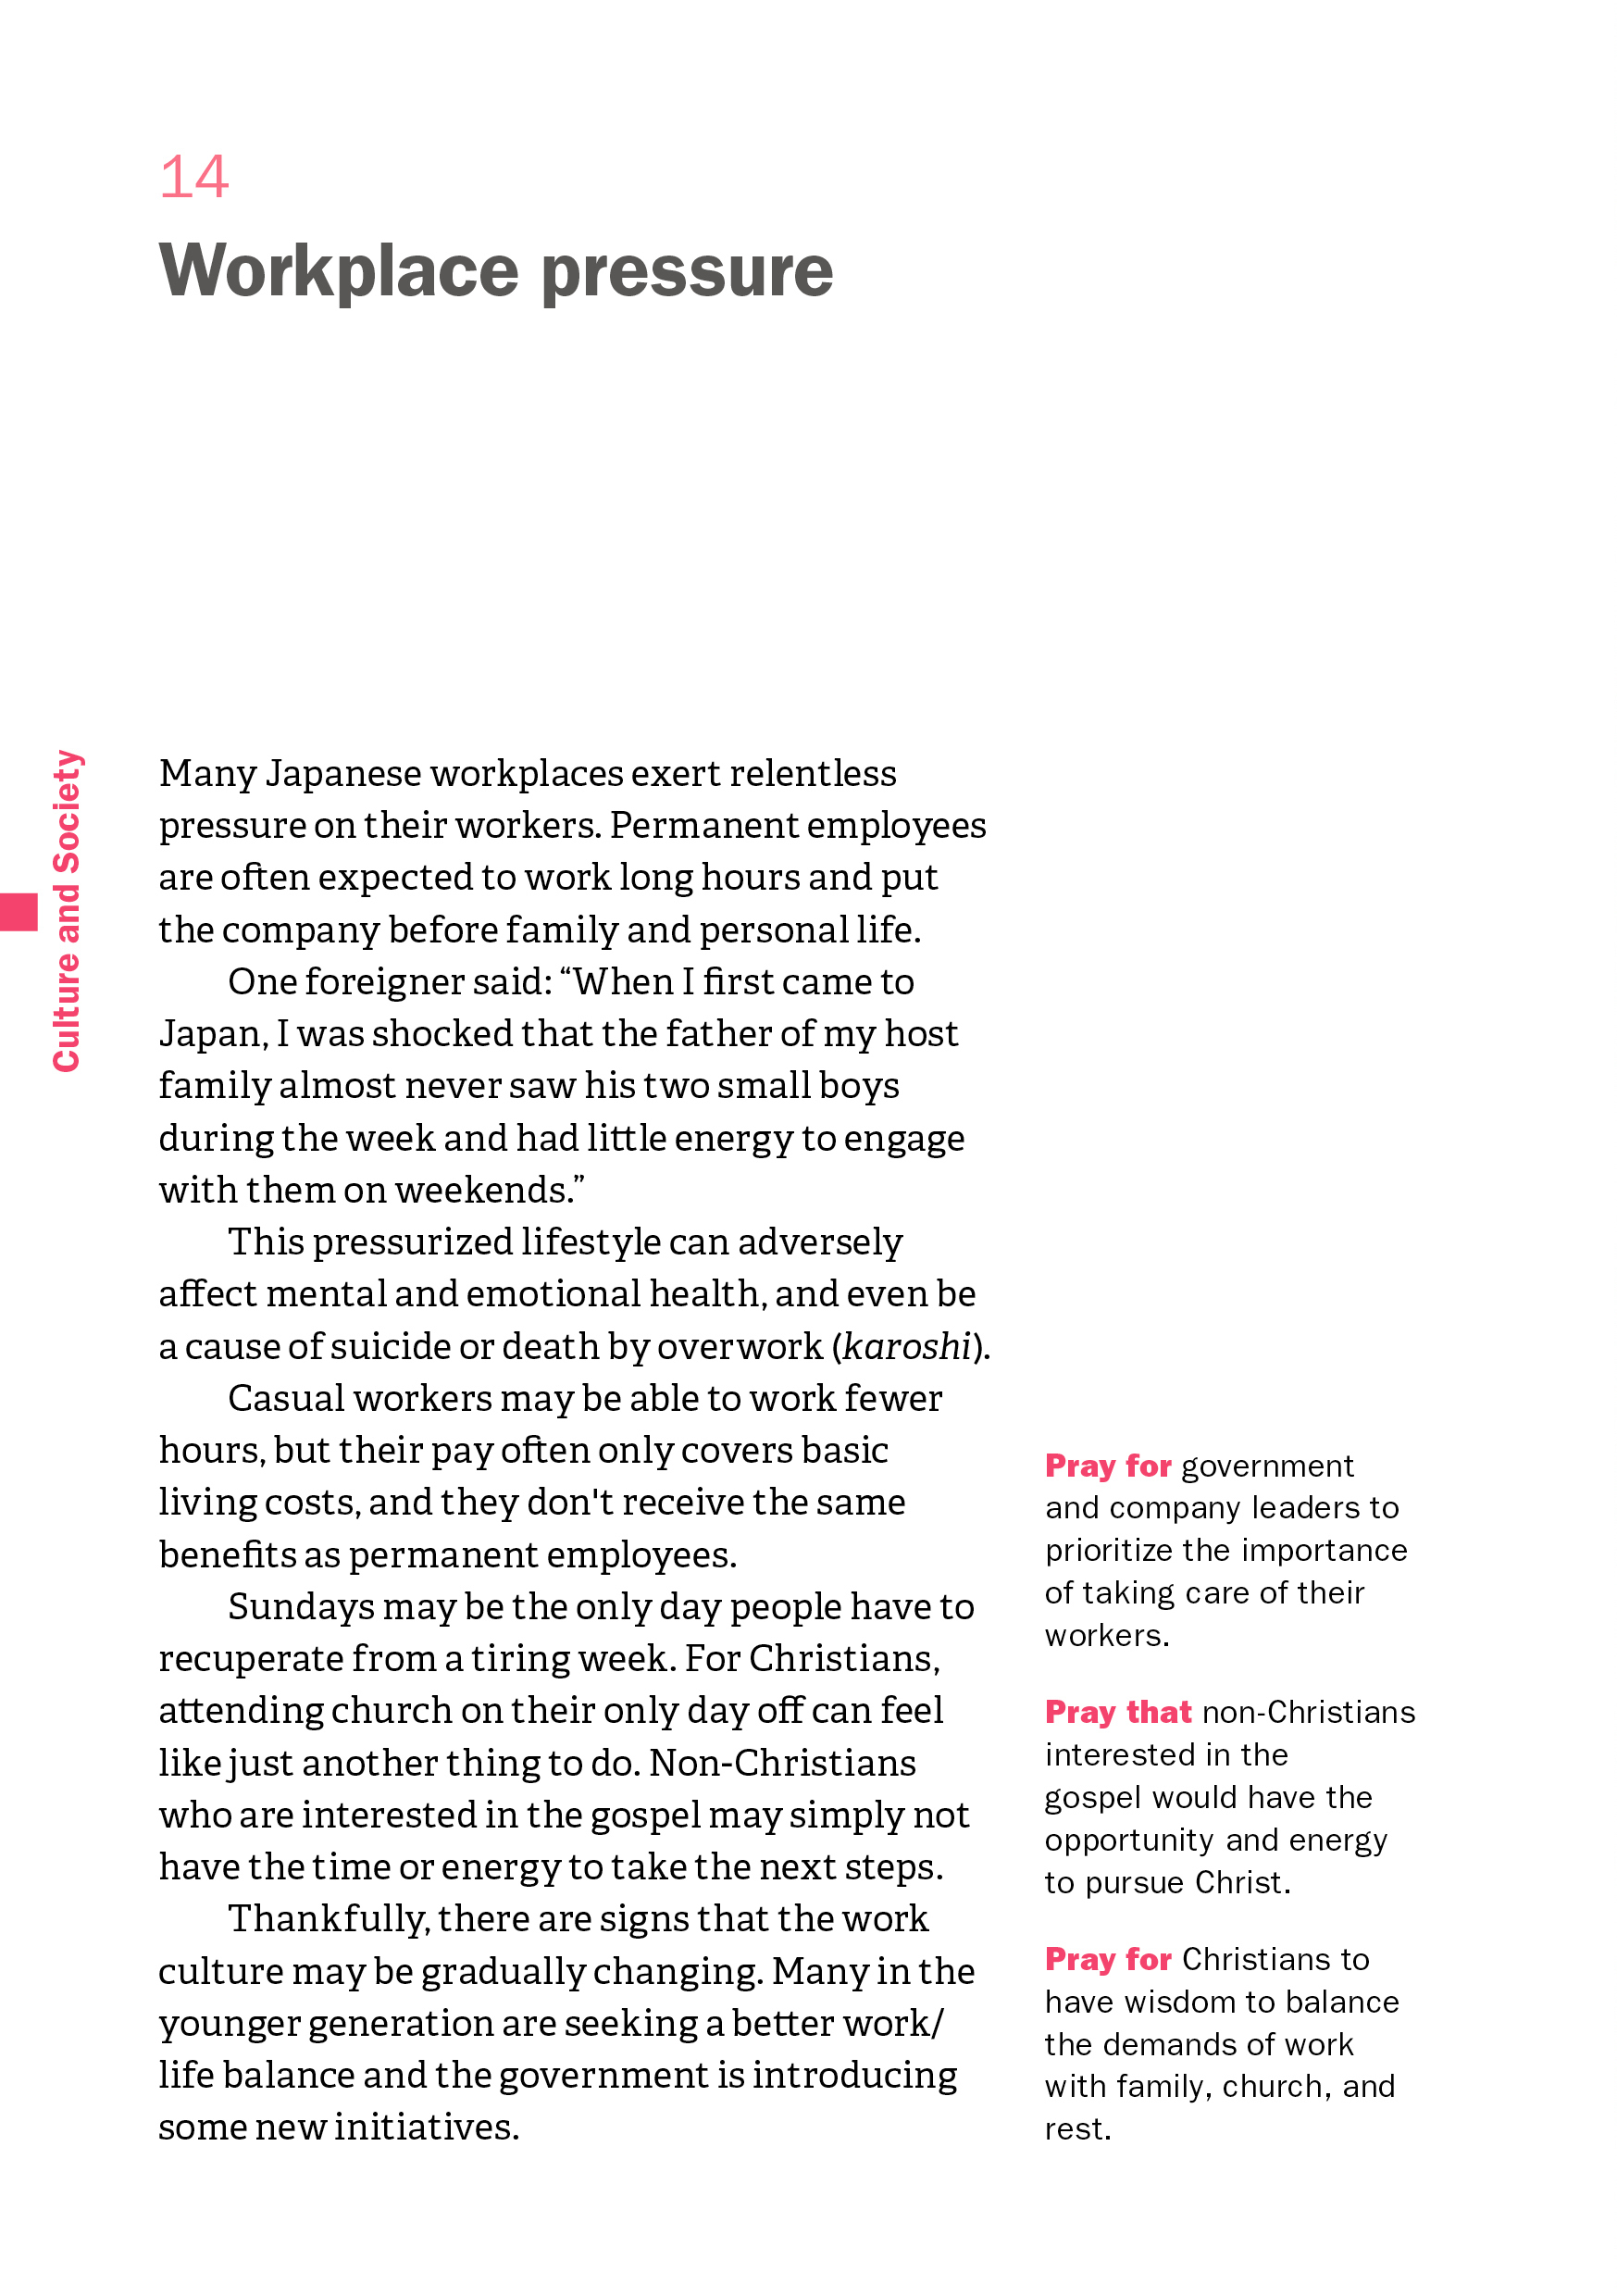 14
Workplace pressure
Culture and Society
Many Japanese workplaces exert relentless
pressure on their workers. Permanent employees
are often expected to work long hours and put
the company before family and personal life.
One foreigner said: “When I first came to
Japan, I was shocked that the father of my host
family almost never saw his two small boys
during the week and had little energy to engage
with them on weekends.”
This pressurized lifestyle can adversely
affect mental and emotional health, and even be
a cause of suicide or death by overwork (karoshi).
Casual workers may be able to work fewer
hours, but their pay often only covers basic
living costs, and they don't receive the same
benefits as permanent employees.
Sundays may be the only day people have to
recuperate from a tiring week. For Christians,
attending church on their only day off can feel
like just another thing to do. Non-Christians
who are interested in the gospel may simply not
have the time or energy to take the next steps.
Thankfully, there are signs that the work
culture may be gradually changing. Many in the
younger generation are seeking a better work/
life balance and the government is introducing
some new initiatives.
Pray for government
and company leaders to
prioritize the importance
of taking care of their
workers.
Pray that non-Christians
interested in the
gospel would have the
opportunity and energy
to pursue Christ.
Pray for Christians to
have wisdom to balance
the demands of work
with family, church, and
rest.